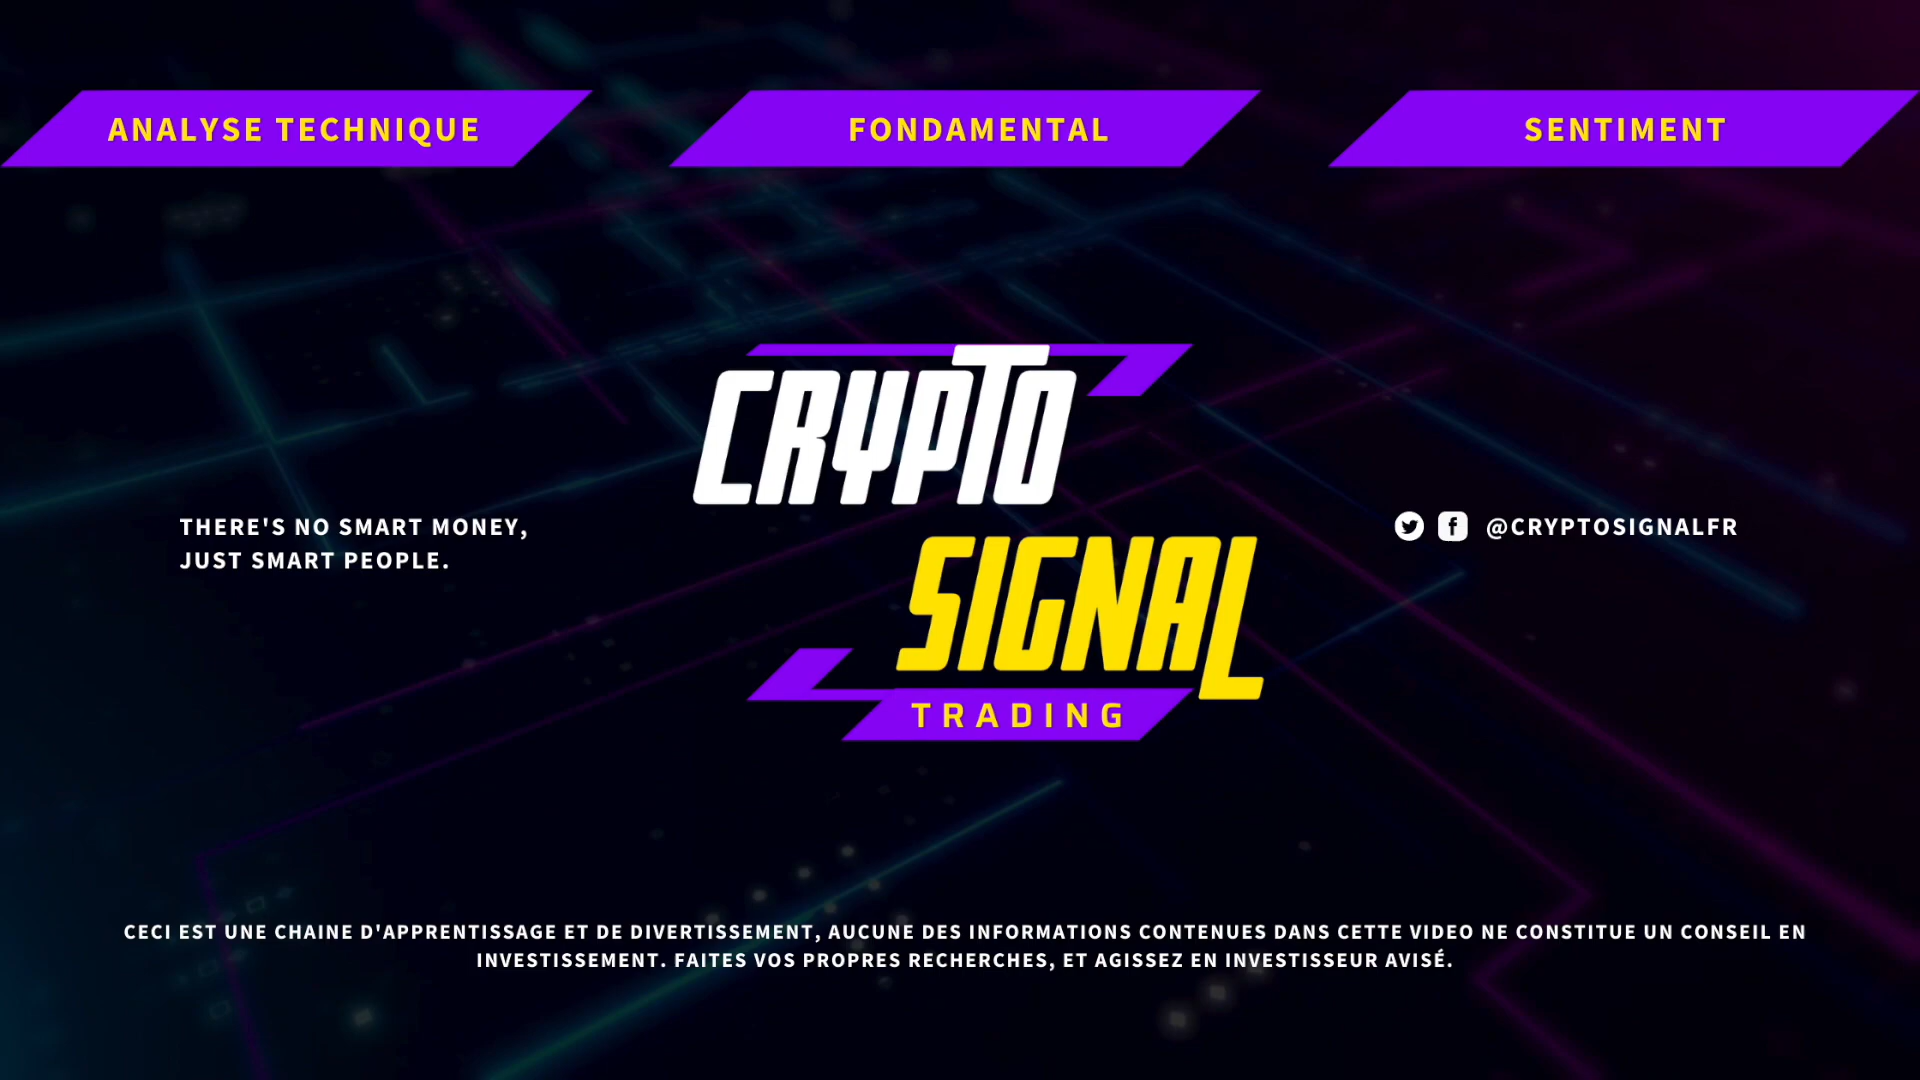 ANALYSE TECHNIQUE
FONDAMENTAL
SENTIMENT
CRYPTO
SIGNAL
TRADING
THERE'S NO SMART MONEY,
JUST SMART PEOPLE.
@CRYPTOSIGNALFR
CECI EST UNE CHAINE D'APPRENTISSAGE ET DE DIVERTISSEMENT, AUCUNE DES INFORMATIONS CONTENUES DANS CETTE VIDEO NE CONSTITUE UN CONSEIL EN
INVESTISSEMENT. FAITES VOS PROPRES RECHERCHES, ET AGISSEZ EN INVESTISSEUR AVISÉ.